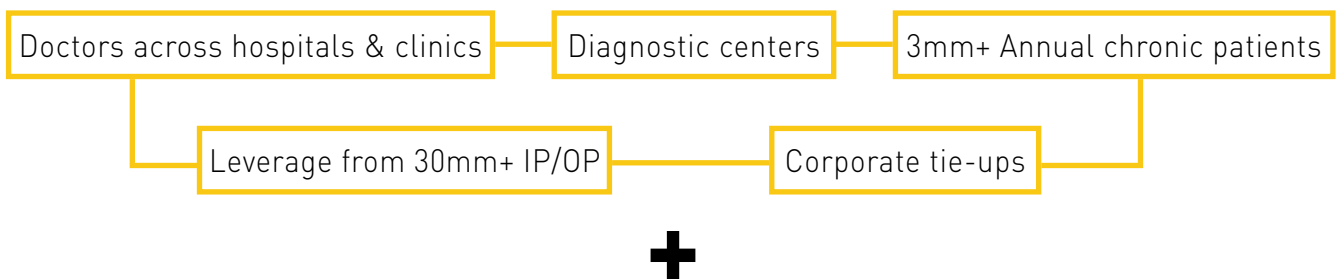 Doctors across hospitals & clinics
Diagnostic centers
3mm+ Annual chronic patients
Leverage from 30mm+ IP/OP
Corporate tie-ups
+